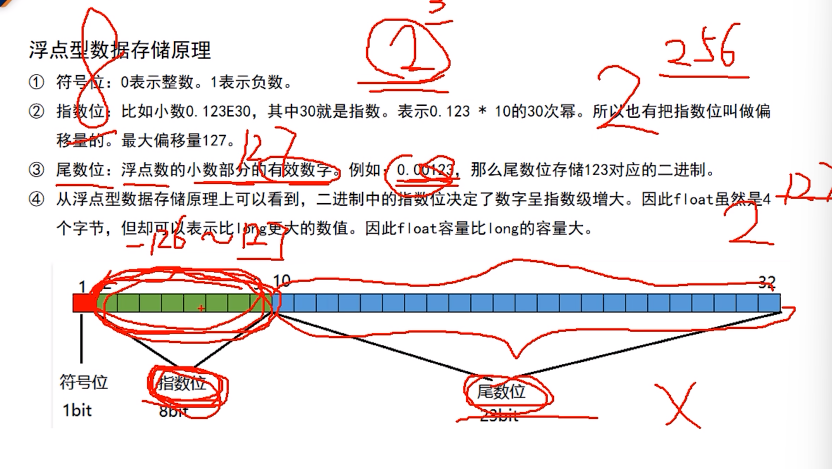 3
浮点型数据存储原理
8
2
256
① 符号位：0表示整数。1表示负数。
② 指数位：比如小数0.123E30，其中30就是指数。表示0.123 * 10的30次幂。所以也有把指数位叫做偏
移量的。最大偏移量127。
2
127
③ 尾数位：浮点数的小数部分的有效数字。例如：0.00123，那么尾数位存储123对应的二进制。
④ 从浮点型数据存储原理上可以看到，二进制中的指数位决定了数字呈指数级增大。因此float虽然是4
个字节，但却可以表示比long更大的数值。因此float容量比long的容量大。
2
-126 ~ 127
1 10 32
符号位 指数位 尾数位
1bit 8bit 23bit
X